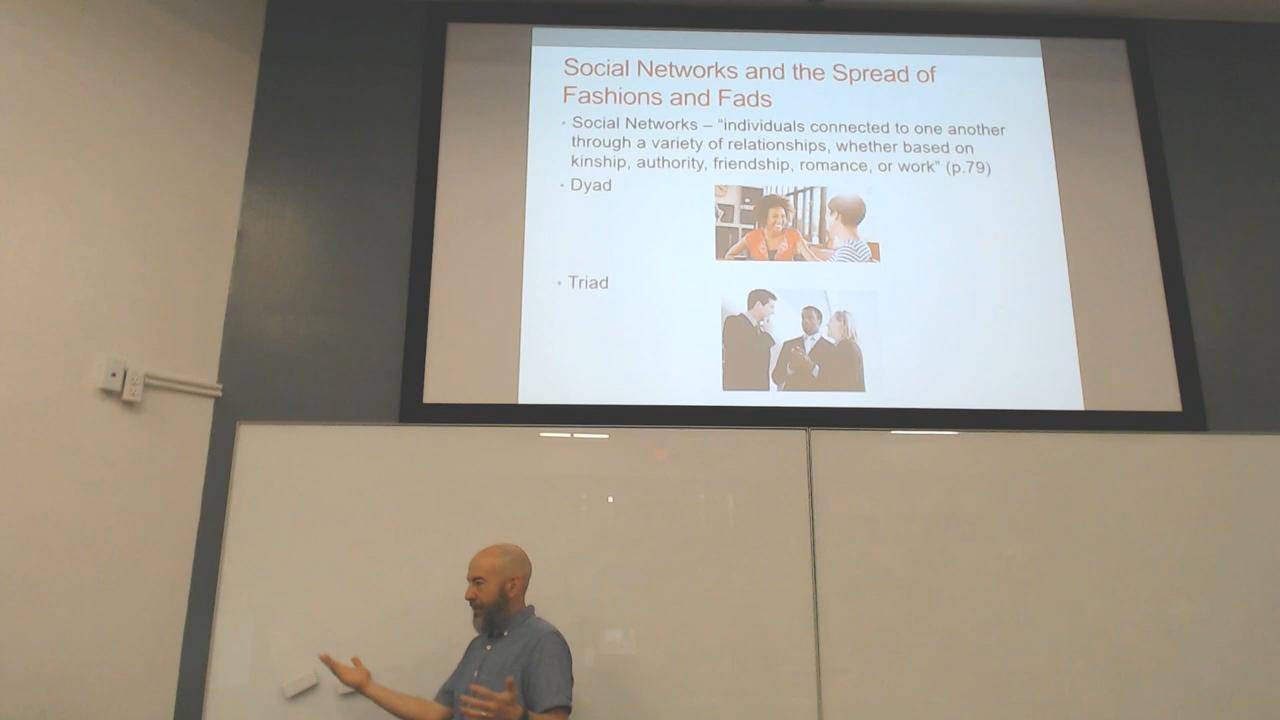 Social Networks and the Spread of
Fashions and Fads
• Social Networks – “individuals connected to one another
through a variety of relationships, whether based on
kinship, authority, friendship, romance, or work” (p.79)
• Dyad
• Triad